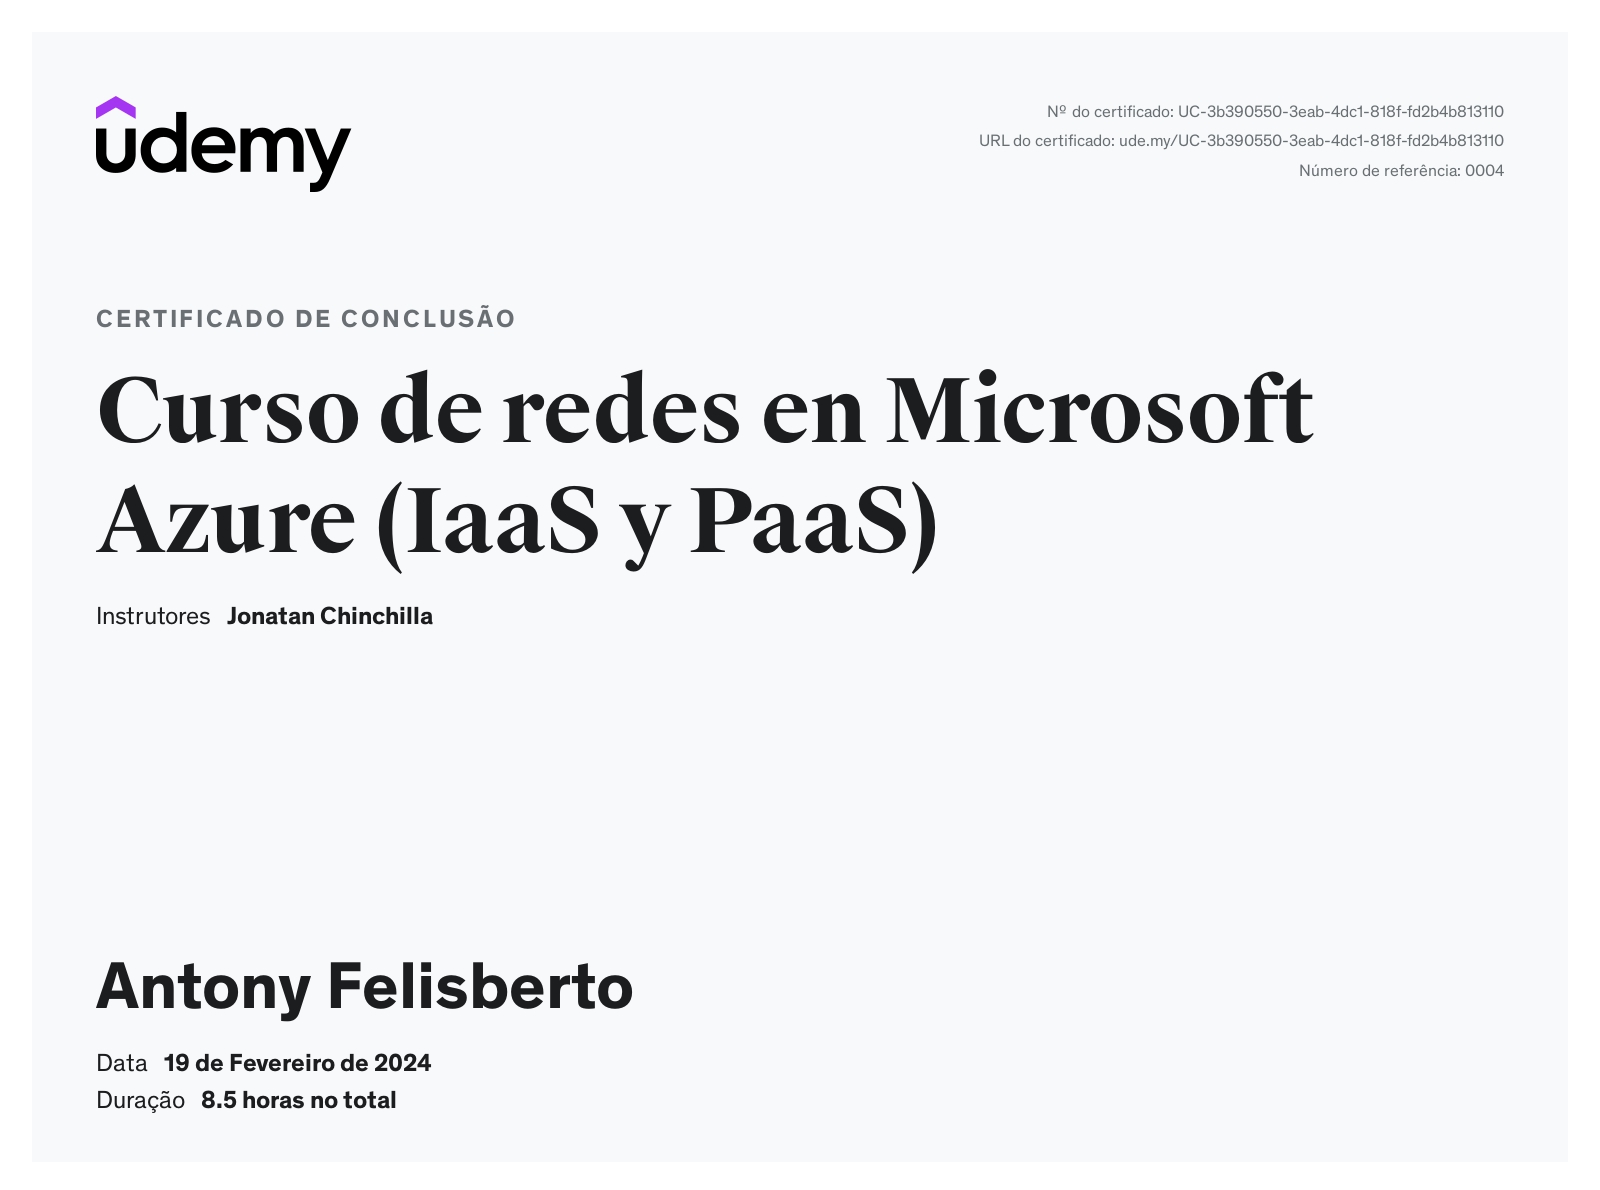 udemy
Nº do certificado: UC-3b390550-3eab-4dc1-818f-fd2b4b813110
URL do certificado: ude.my/UC-3b390550-3eab-4dc1-818f-fd2b4b813110
Número de referência: 0004
CERTIFICADO DE CONCLUSÃO
Curso de redes en Microsoft
Azure (IaaS y PaaS)
Instrutores Jonatan Chinchilla
Antony Felisberto
Data 19 de Fevereiro de 2024
Duração 8.5 horas no total